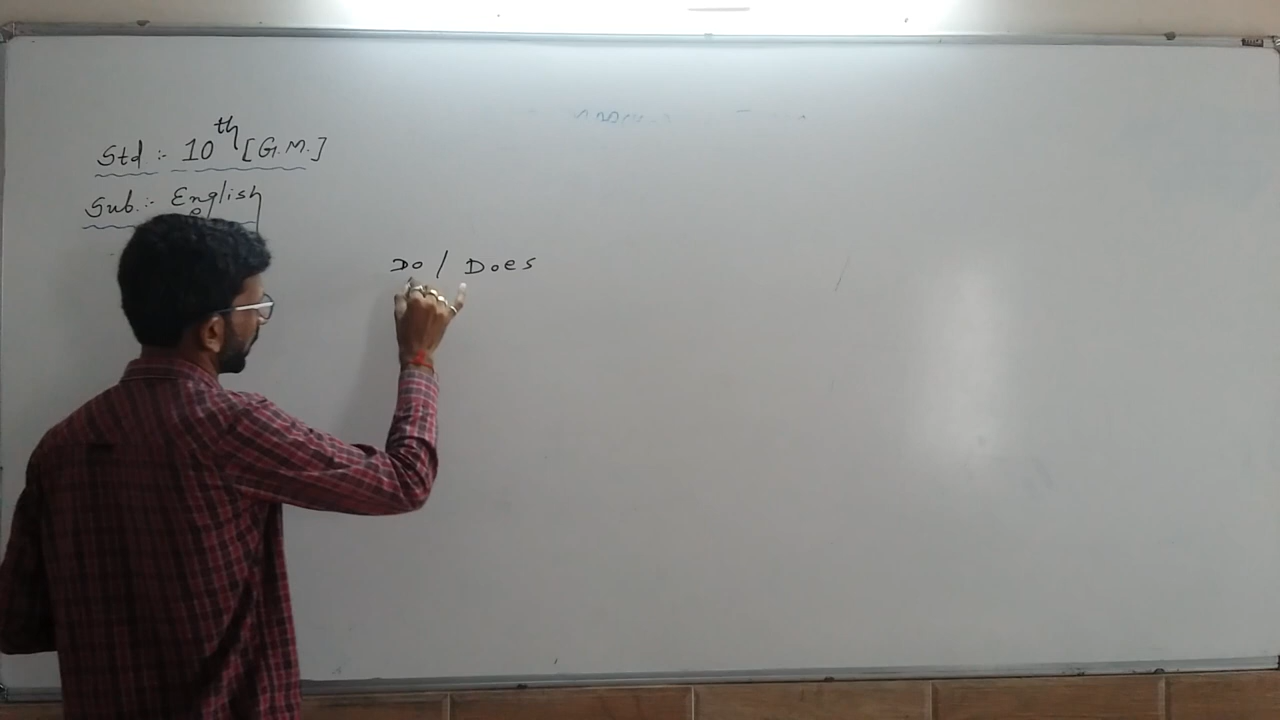 Std :- 10th [G.M.]
Sub. :- English
Do / Does